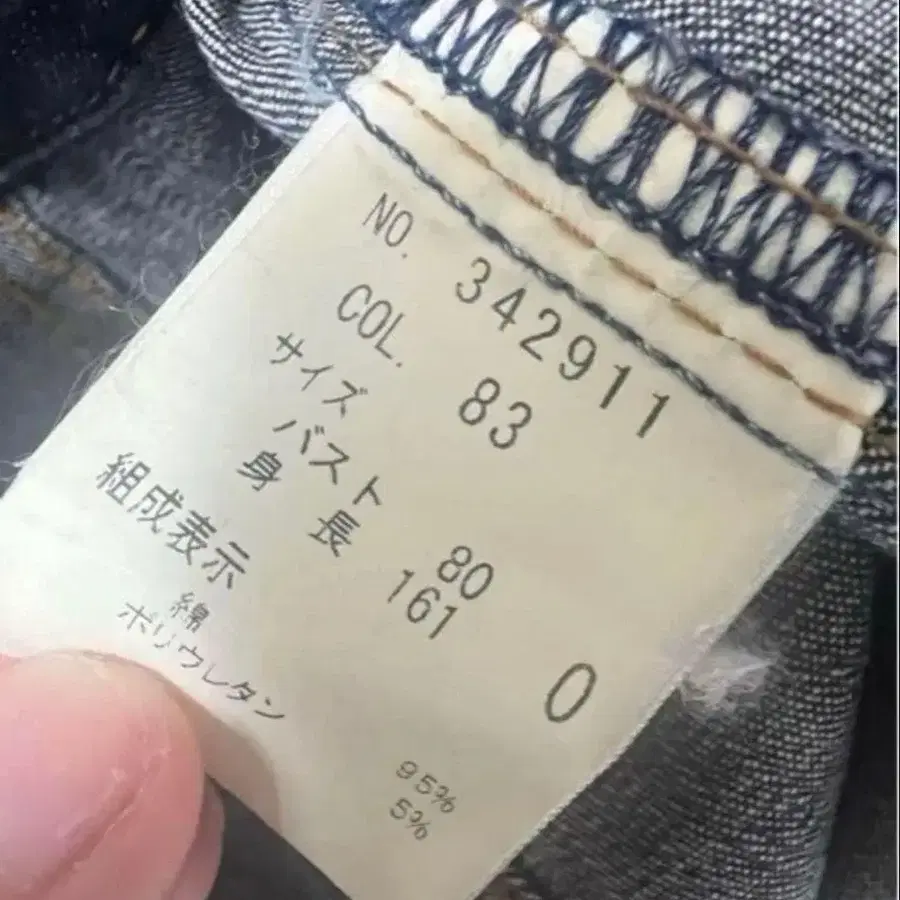 NO. 342911
COL. 83
サイズ
バスト 80
身長 161
0
組成表示
綿 95%
ポリウレタン 5%